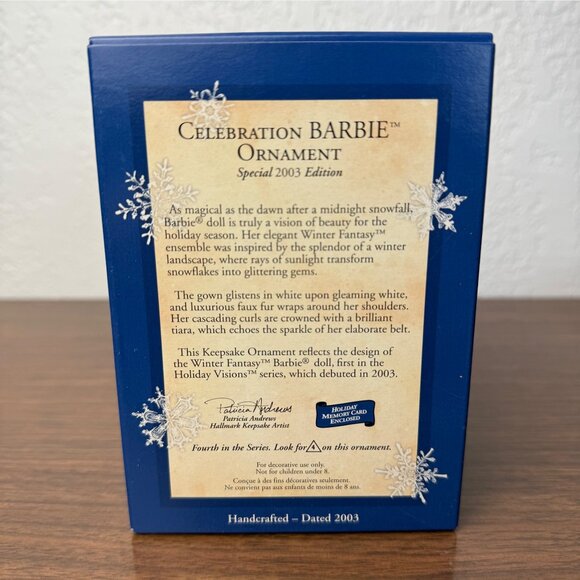 CELEBRATION BARBIE™
ORNAMENT
Special 2003 Edition
As magical as the dawn after a midnight snowfall,
Barbie® doll is truly a vision of beauty for the
holiday season. Her elegant Winter Fantasy™
ensemble was inspired by the splendor of a winter
landscape, where rays of sunlight transform
snowflakes into glittering gems.
The gown glistens in white upon gleaming white,
and luxurious faux fur wraps around her shoulders.
Her cascading curls are crowned with a brilliant
tiara, which echoes the sparkle of her elaborate belt.
This Keepsake Ornament reflects the design of
the Winter Fantasy™ Barbie® doll, first in the
Holiday Visions™ series, which debuted in 2003.
Patricia Andrews
Patricia Andrews
Hallmark Keepsake Artist
HOLIDAY
MEMORY CARD
ENCLOSED
Fourth in the Series. Look for 4 on this ornament.
For decorative use only.
Not for children under 8.
Conçue à des fins décoratives seulement.
Ne convient pas aux enfants de moins de 8 ans.
Handcrafted – Dated 2003